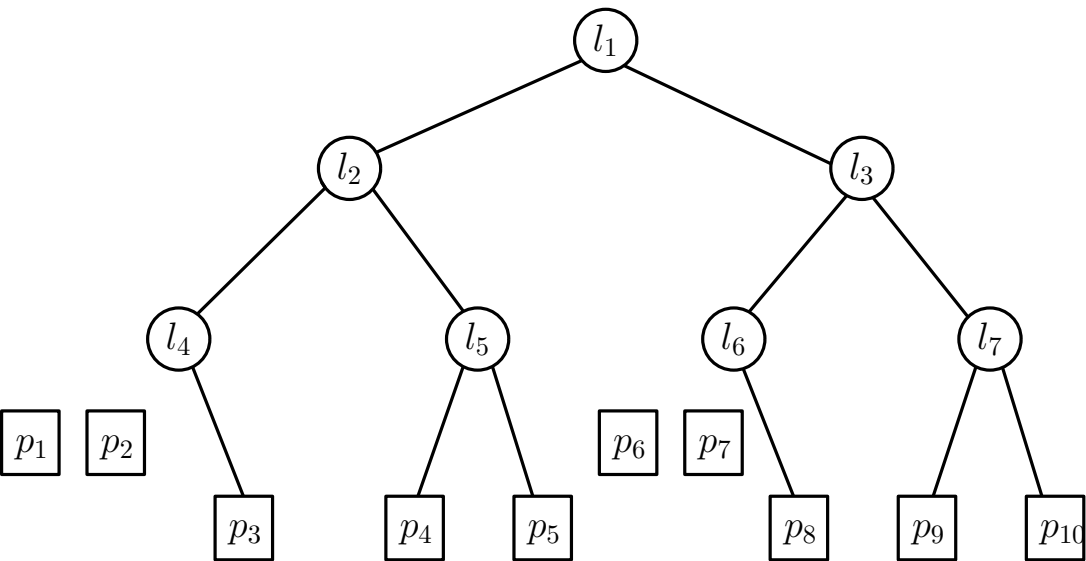 l₁
l₂ l₃
l₄ l₅ l₆ l₇
p₁ p₂ p₆ p₇
p₃ p₄ p₅ p₈ p₉ p₁₀